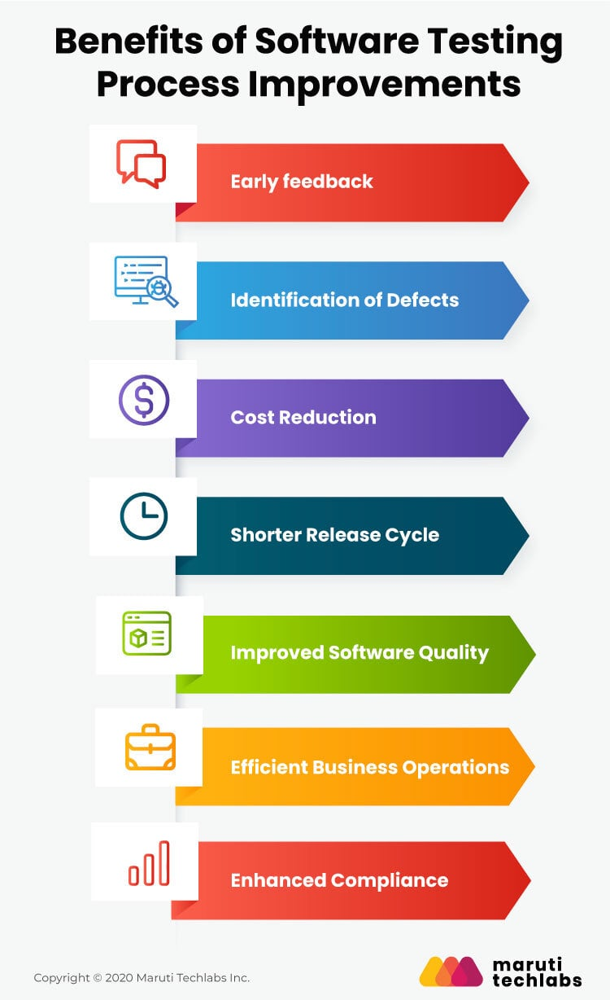 Benefits of Software Testing
Process Improvements
Early feedback
Identification of Defects
Cost Reduction
Shorter Release Cycle
Improved Software Quality
Efficient Business Operations
Enhanced Compliance
Copyright © 2020 Maruti Techlabs Inc.
maruti
techlabs